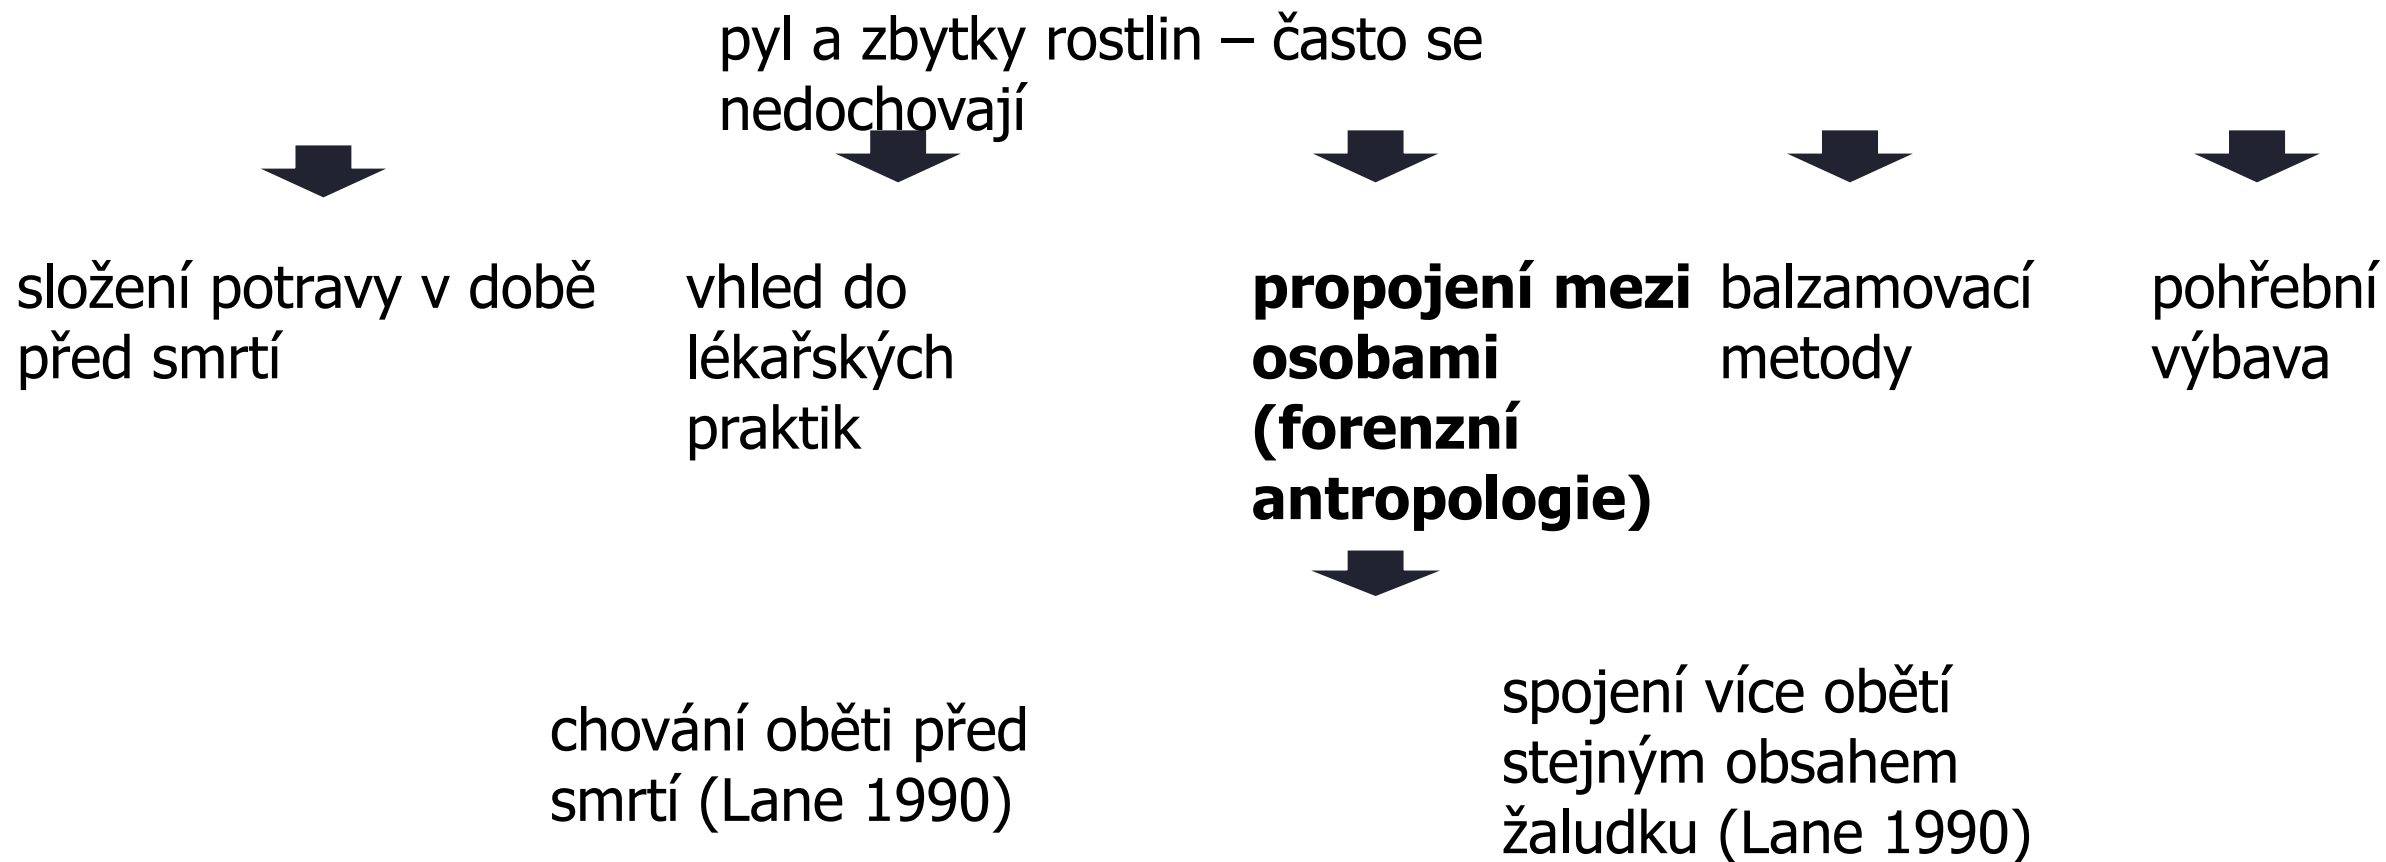 pyl a zbytky rostlin – často se
nedochovají
složení potravy v době
před smrtí
vhled do
lékařských
praktik
propojení mezi
osobami
(forenzní
antropologie)
balzamovací
metody
pohřební
výbava
chování oběti před
smrtí (Lane 1990)
spojení více obětí
stejným obsahem
žaludku (Lane 1990)